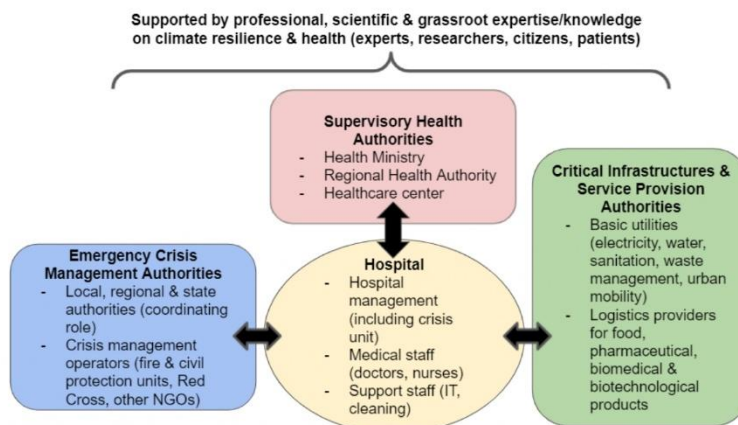 Supported by professional, scientific & grassroot expertise/knowledge
on climate resilience & health (experts, researchers, citizens, patients)
Supervisory Health
Authorities
- Health Ministry
- Regional Health Authority
- Healthcare center
Emergency Crisis
Management Authorities
- Local, regional & state
authorities (coordinating
role)
- Crisis management
operators (fire & civil
protection units, Red
Cross, other NGOs)
Hospital
- Hospital
management
(including crisis
unit)
- Medical staff
(doctors, nurses)
- Support staff (IT,
cleaning)
Critical Infrastructures &
Service Provision
Authorities
- Basic utilities
(electricity, water,
sanitation, waste
management, urban
mobility)
- Logistics providers
for food,
pharmaceutical,
biomedical &
biotechnological
products